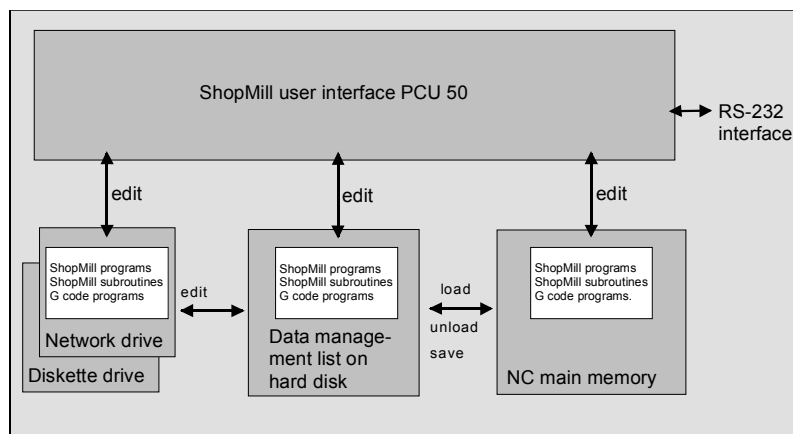 ShopMill user interface PCU 50
RS-232
interface
edit
edit
edit
ShopMill programs
ShopMill subroutines
G code programs
Network drive
Diskette drive
edit
ShopMill programs
ShopMill subroutines
G code programs
Data manage-
ment list on
hard disk
load
unload
save
ShopMill programs
ShopMill subroutines
G code programs.
NC main memory